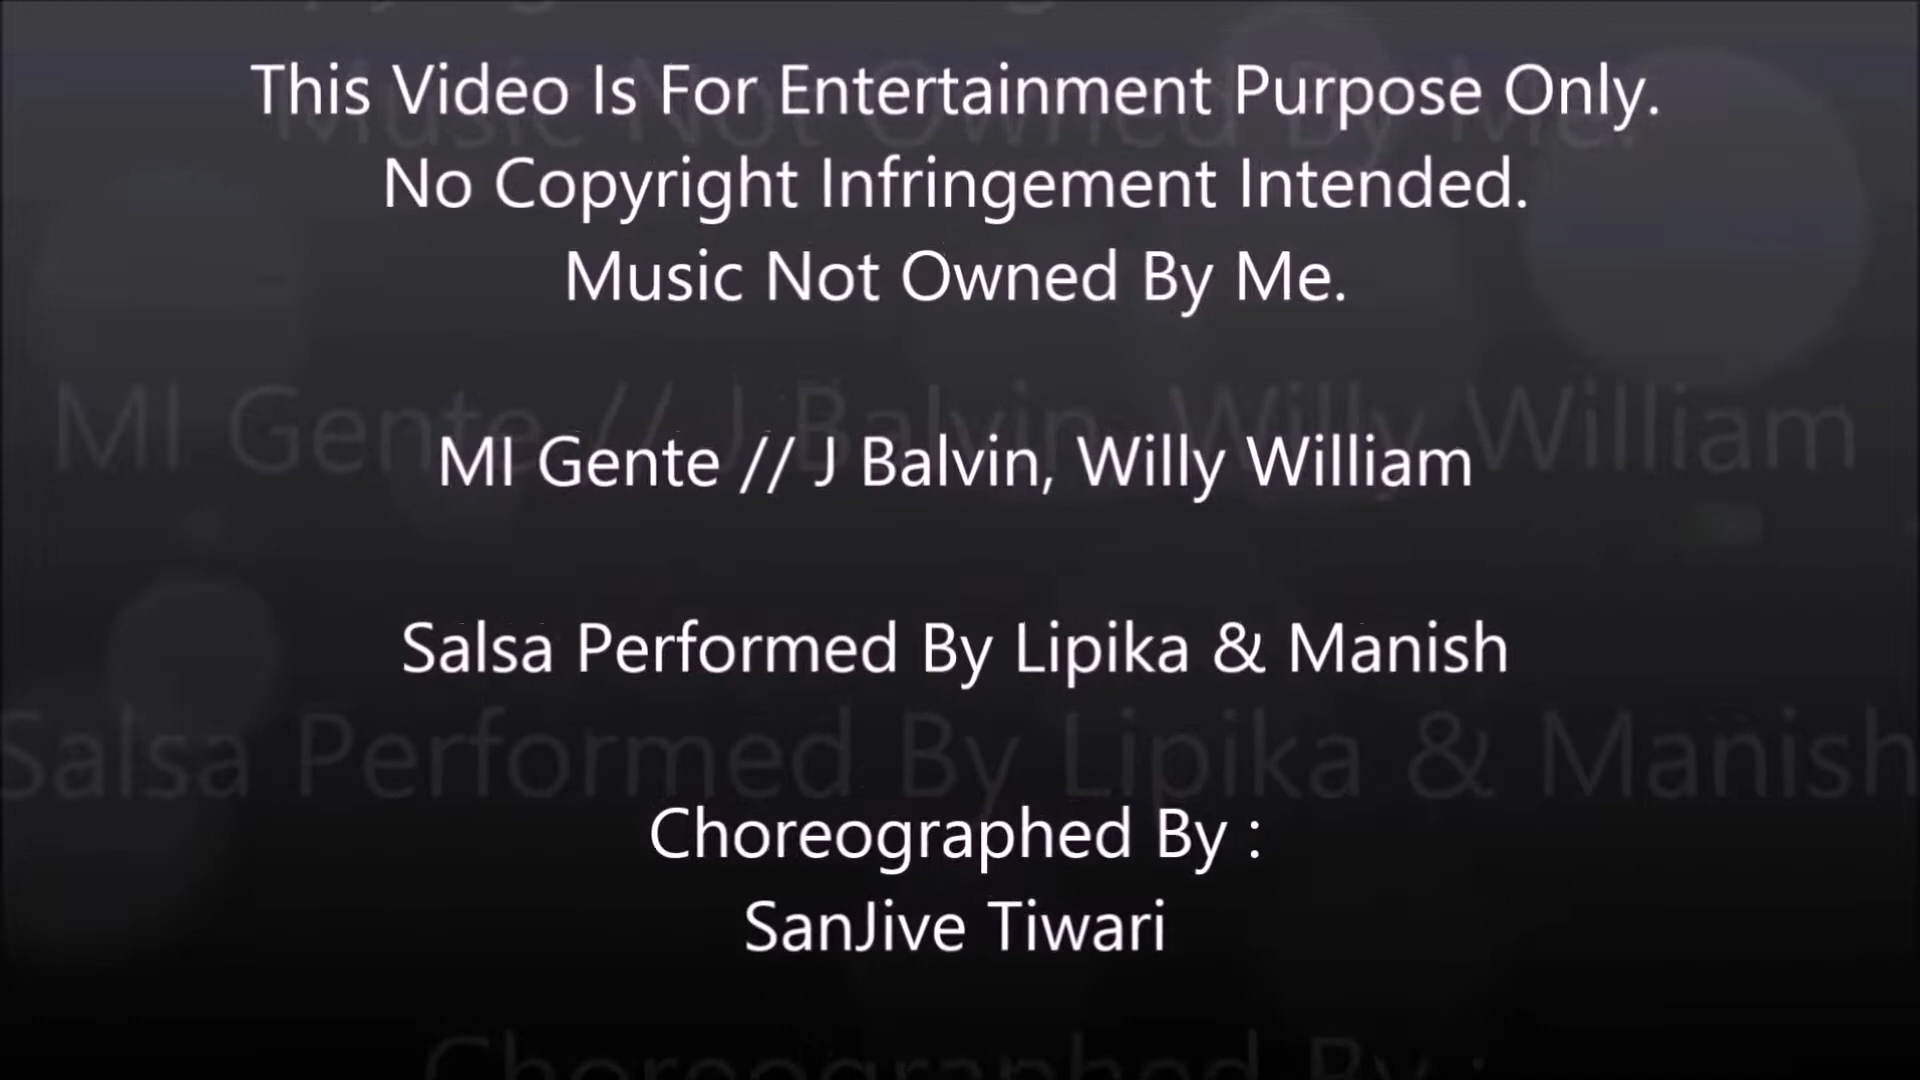 This Video Is For Entertainment Purpose Only.
No Copyright Infringement Intended.
Music Not Owned By Me.
MI Gente // J Balvin, Willy William
Salsa Performed By Lipika & Manish
Choreographed By :
SanJive Tiwari